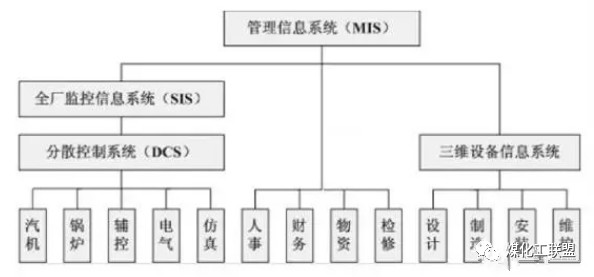 管理信息系统（MIS）
全厂监控信息系统（SIS）
分散控制系统（DCS）
三维设备信息系统
汽机
锅炉
辅控
电气
仿真
人事
财务
物资
检修
设计
制
安
维
煤化工联盟